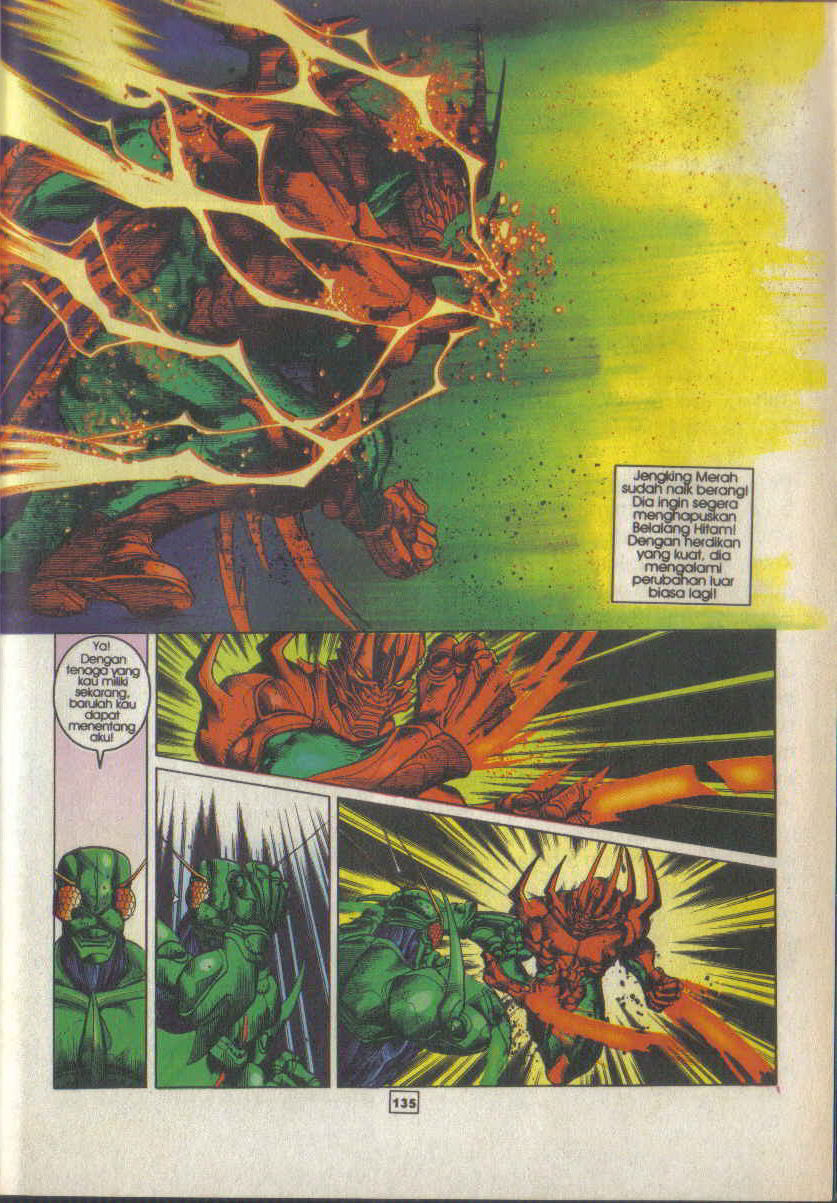 Jengking Merah
sudah naik berang!
Dia ingin segera
menghapuskan
Belalang Hitam!
Dengan herdikan
yang kuat, dia
mengalami
perubahan luar
biasa lagi!
Ya!
Dengan
tenaga yang
kau miliki
sekarang,
barulah kau
dapat
menentang
aku!
135